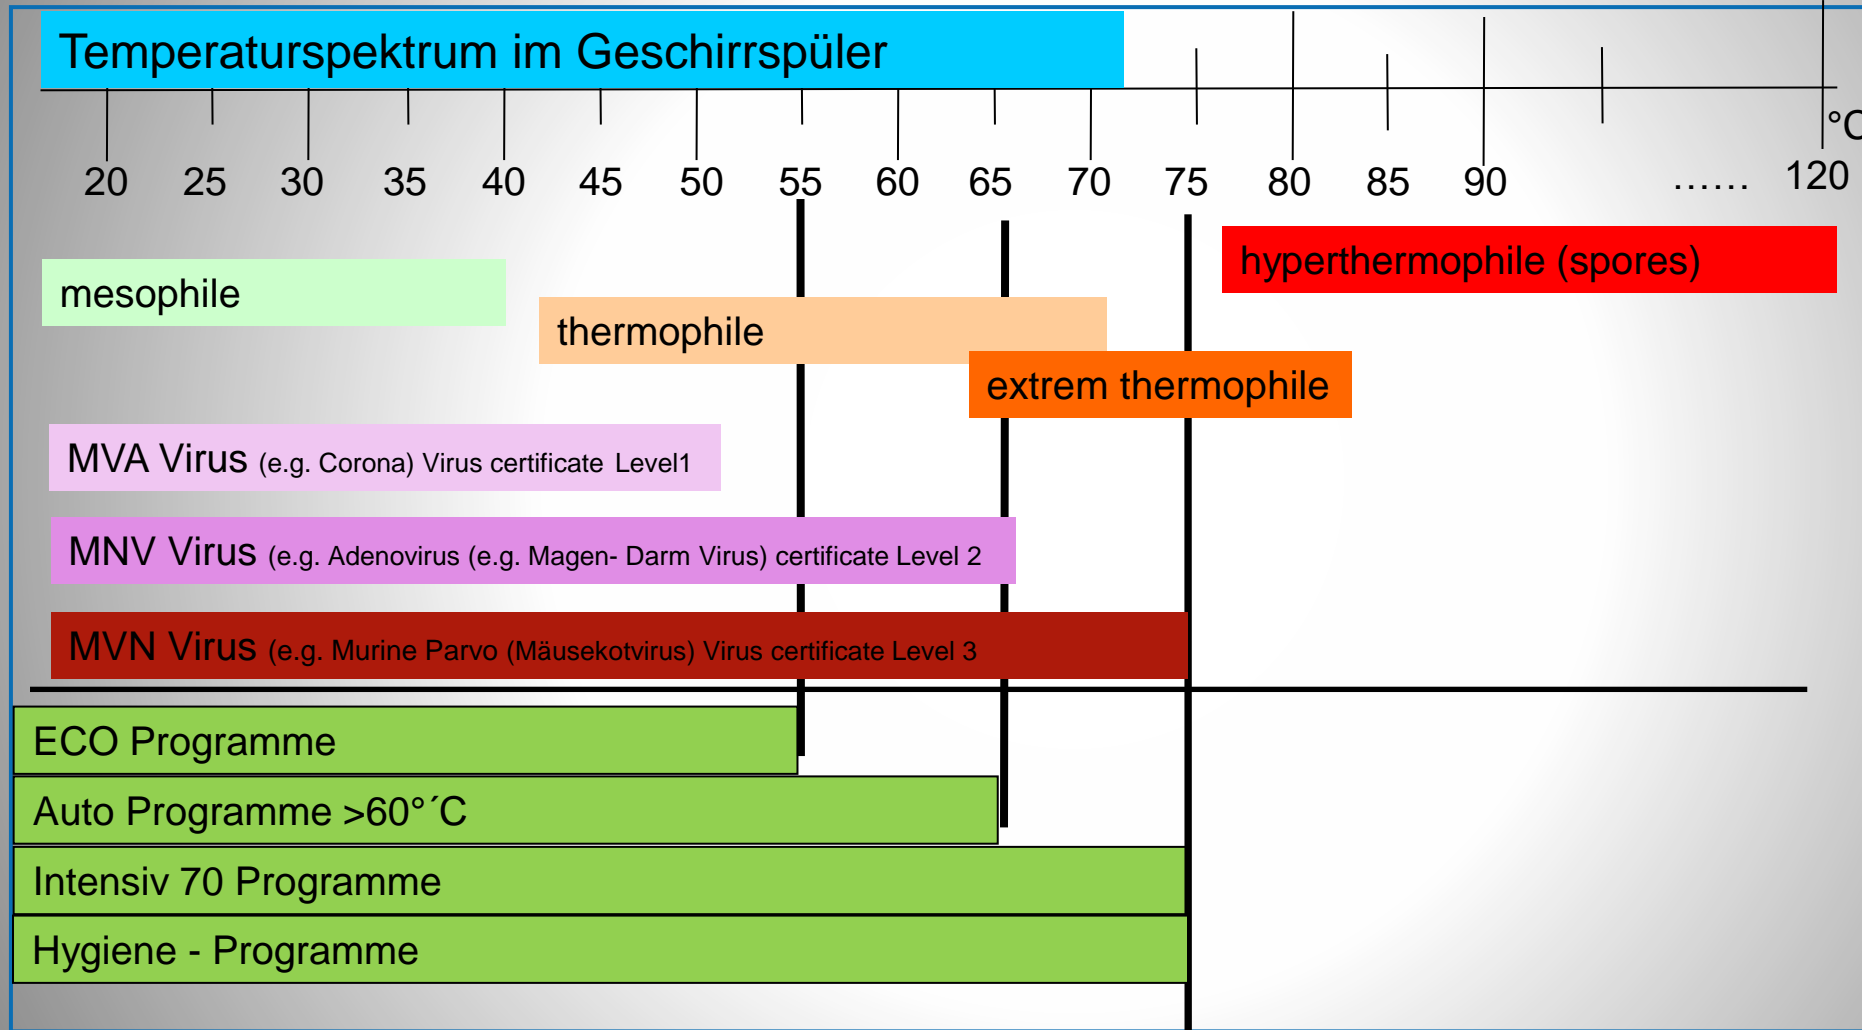 Temperaturspektrum im Geschirrspüler
°C
20 25 30 35 40 45 50 55 60 65 70 75 80 85 90 ...... 120
hyperthermophile (spores)
mesophile
thermophile
extrem thermophile
MVA Virus (e.g. Corona) Virus certificate Level1
MNV Virus (e.g. Adenovirus (e.g. Magen- Darm Virus) certificate Level 2
MVN Virus (e.g. Murine Parvo (Mäusekotvirus) Virus certificate Level 3
ECO Programme
Auto Programme >60°´C
Intensiv 70 Programme
Hygiene - Programme